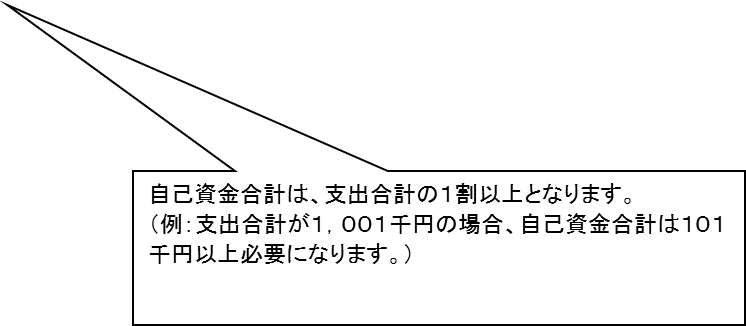 自己資金合計は、支出合計の１割以上となります。
（例：支出合計が１，００１千円の場合、自己資金合計は１０１
千円以上必要になります。）